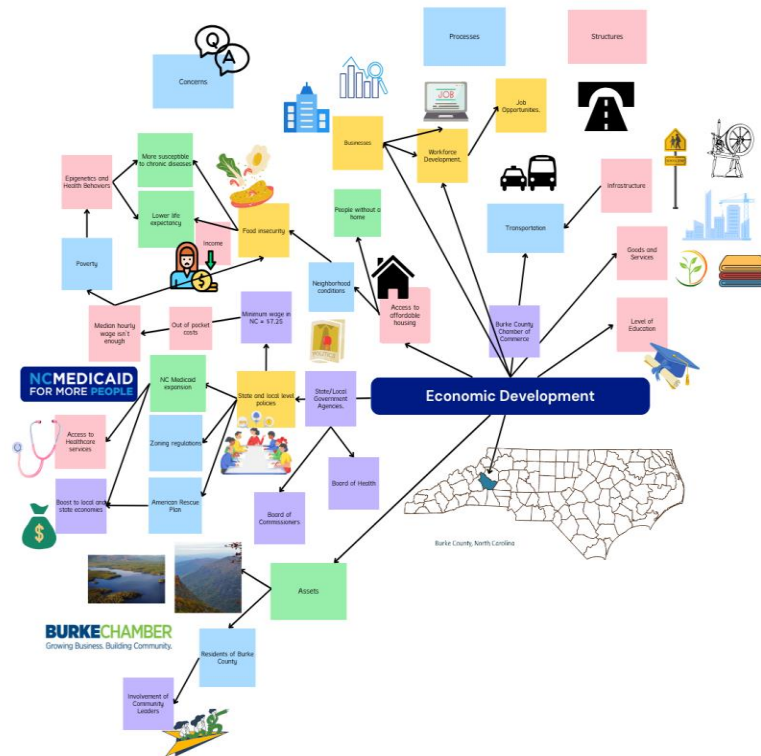 Processes
Structures
Q
A
Concerns
JOB
Job
Opportunities.
Businesses
Workforce
Development.
More susceptible
to chronic diseases
Epigenetics and
Health Behaviors
Infrastructure
People without a
home
Lower life
expectancy
Food insecurity
Transportation
Income
Goods and
Services
Poverty
Neighborhood
conditions
Minimum wage in
NC = $7.25
Access to
affordable
housing
Burke County
Chamber of
Commerce
Level of
Education
Median hourly
wage isn't
enough
Out of pocket
costs
NCMEDICAID
FOR MORE PEOPLE
NC Medicaid
expansion
State and local level
policies
State/Local
Government
Agencies.
Economic Development
Access to
Healthcare
services
Zoning regulations
Board of Health
Boost to local and
state economies
American Rescue
Plan
Board of
Commissioners
$
Burke County, North Carolina
Assets
BURKECHAMBER
Growing Business. Building Community.
Residents of Burke
County
Involvement of
Community
Leaders